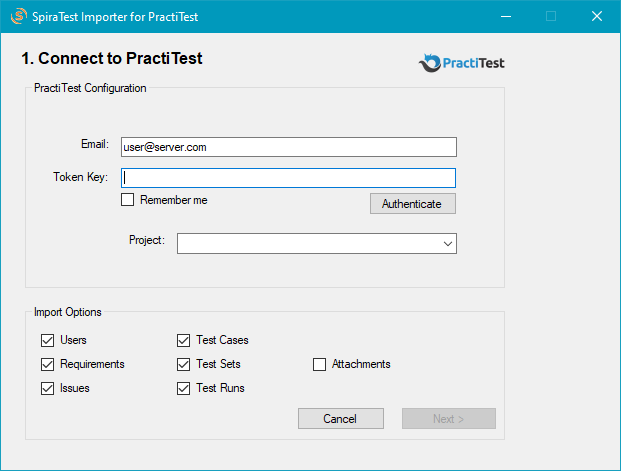 SpiraTest Importer for PractiTest
1. Connect to PractiTest
PractiTest
PractiTest Configuration
Email: user@server.com
Token Key:
Remember me
Authenticate
Project:
Import Options
Users Test Cases
Requirements Test Sets Attachments
Issues Test Runs
Cancel Next >